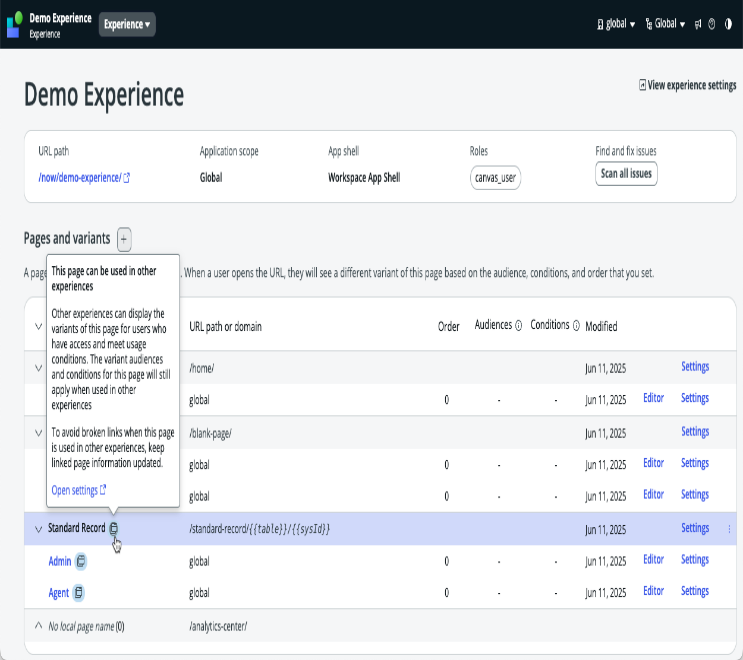 Demo Experience
Experience
Experience ▾
global ▾
Global ▾
Demo Experience
View experience settings
URL path
Application scope
App shell
Roles
Find and fix issues
/now/demo-experience/
Global
Workspace App Shell
canvas_user
Scan all issues
Pages and variants +
A page
. When a user opens the URL, they will see a different variant of this page based on the audience, conditions, and order that you set.
This page can be used in other
experiences
Other experiences can display the
variants of this page for users who
have access and meet usage
conditions. The variant audiences
and conditions for this page will still
apply when used in other
experiences
To avoid broken links when this page
is used in other experiences, keep
linked page information updated.
Open settings
URL path or domain Order Audiences Conditions Modified
/home/ Jun 11, 2025 Settings
global 0 - - Jun 11, 2025 Editor Settings
/blank-page/ Jun 11, 2025 Settings
global 0 - - Jun 11, 2025 Editor Settings
global 0 - - Jun 11, 2025 Editor Settings
Standard Record /standard-record/{{table}}/{{sysId}} Jun 11, 2025 Settings
Admin global 0 - - Jun 11, 2025 Editor Settings
Agent global 0 - - Jun 11, 2025 Editor Settings
No local page name (0) /analytics-center/